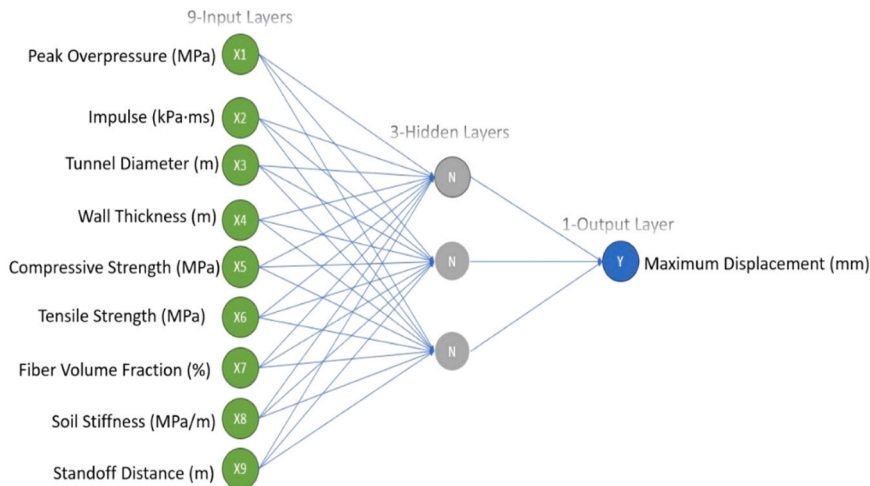 9-Input Layers
Peak Overpressure (MPa)
X1
Impulse (kPa·ms)
X2
3-Hidden Layers
Tunnel Diameter (m)
X3
N
Wall Thickness (m)
X4
1-Output Layer
Compressive Strength (MPa)
X5
N
Y
Maximum Displacement (mm)
Tensile Strength (MPa)
X6
N
Fiber Volume Fraction (%)
X7
Soil Stiffness (MPa/m)
X8
Standoff Distance (m)
X9